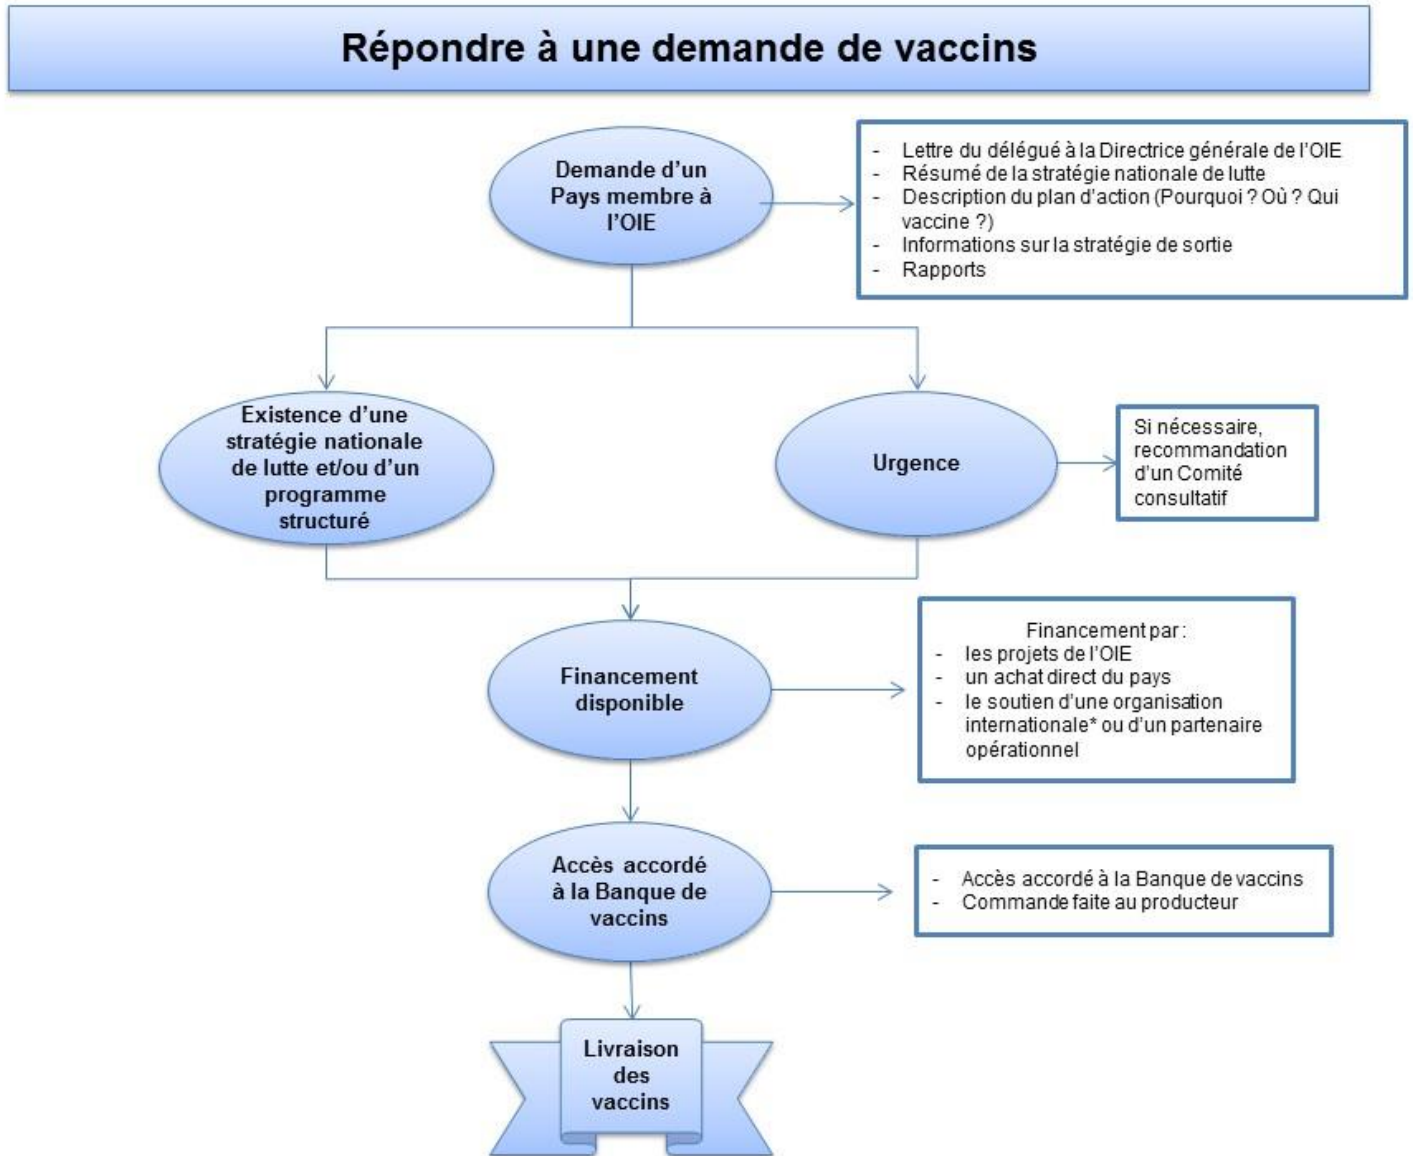 Répondre à une demande de vaccins
Demande d'un
Pays membre à
l'OIE
- Lettre du délégué à la Directrice générale de l'OIE
- Résumé de la stratégie nationale de lutte
- Description du plan d'action (Pourquoi ? Où ? Qui
vaccine ?)
- Informations sur la stratégie de sortie
- Rapports
Existence d'une
stratégie nationale
de lutte et/ou d'un
programme
structuré
Urgence
Si nécessaire,
recommandation
d'un Comité
consultatif
Financement
disponible
Financement par :
- les projets de l'OIE
- un achat direct du pays
- le soutien d'une organisation
internationale* ou d'un partenaire
opérationnel
Accès accordé
à la Banque de
vaccins
- Accès accordé à la Banque de vaccins
- Commande faite au producteur
Livraison
des
vaccins